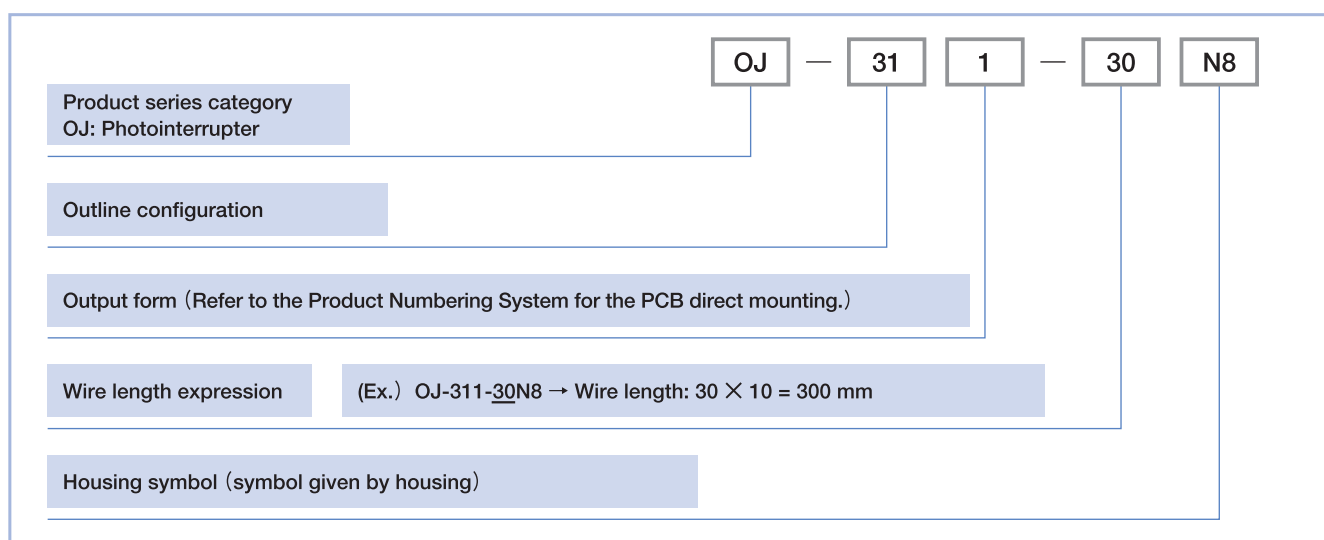 OJ — 31 1 — 30 N8
Product series category
OJ: Photointerrupter
Outline configuration
Output form (Refer to the Product Numbering System for the PCB direct mounting.)
Wire length expression
(Ex.) OJ-311-30N8 → Wire length: 30 × 10 = 300 mm
Housing symbol (symbol given by housing)